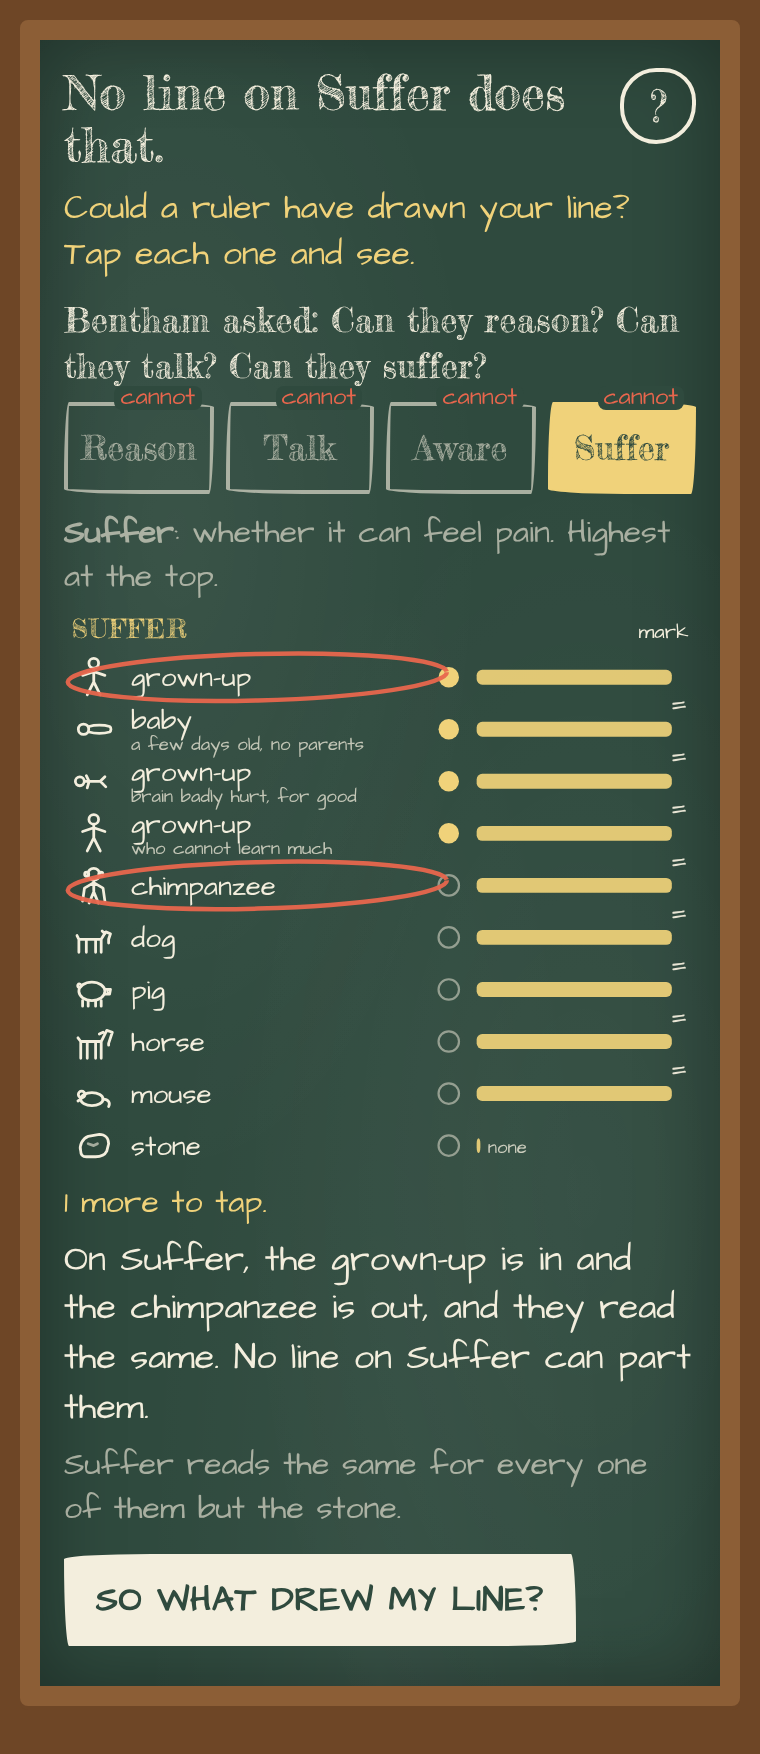 No line on Suffer does
that.
?
Could a ruler have drawn your line?
Tap each one and see.
Bentham asked: Can they reason? Can
they talk? Can they suffer?
cannot cannot cannot cannot
Reason Talk Aware Suffer
Suffer: whether it can feel pain. Highest
at the top.
SUFFER mark
grown-up
=
baby
a few days old, no parents
=
grown-up
brain badly hurt, for good
=
grown-up
who cannot learn much
=
chimpanzee
=
dog
=
pig
=
horse
=
mouse
stone none
1 more to tap.
On Suffer, the grown-up is in and
the chimpanzee is out, and they read
the same. No line on Suffer can part
them.
Suffer reads the same for every one
of them but the stone.
SO WHAT DREW MY LINE?